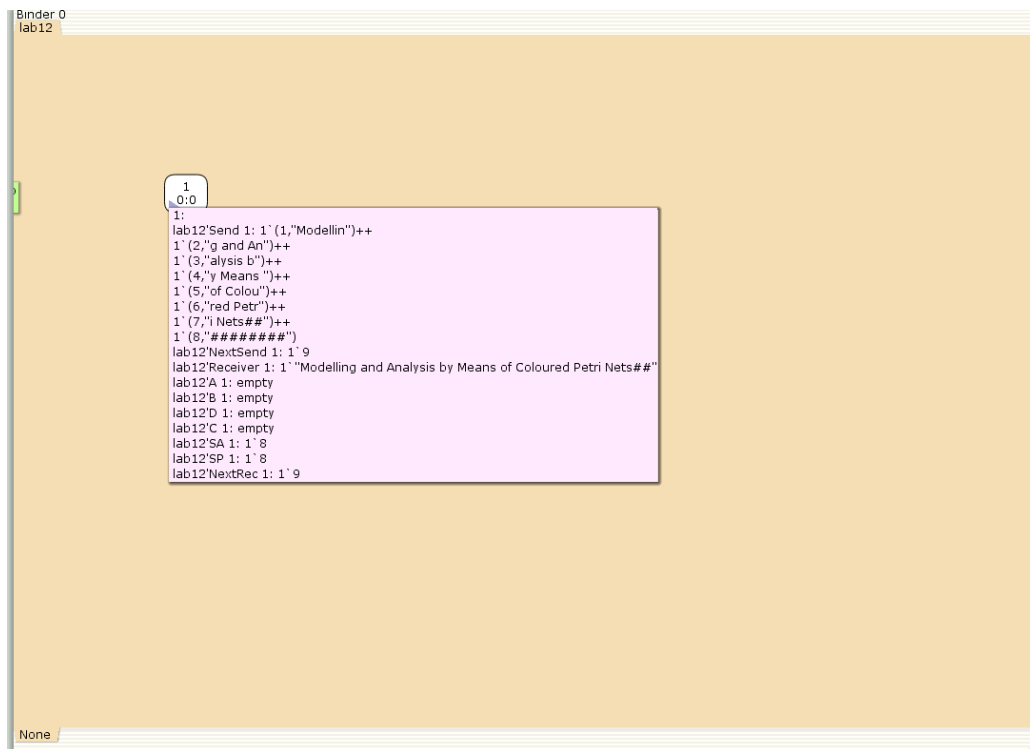 Binder 0
lab12
1
0:0
1:
lab12'Send 1: 1`(1,"Modellin")++
1`(2,"g and An")++
1`(3,"alysis b")++
1`(4,"y Means ")++
1`(5,"of Colou")++
1`(6,"red Petr")++
1`(7,"i Nets##")++
1`(8,"########")
lab12'NextSend 1: 1`9
lab12'Receiver 1: 1`"Modelling and Analysis by Means of Coloured Petri Nets##"
lab12'A 1: empty
lab12'B 1: empty
lab12'D 1: empty
lab12'C 1: empty
lab12'SA 1: 1`8
lab12'SP 1: 1`8
lab12'NextRec 1: 1`9
None